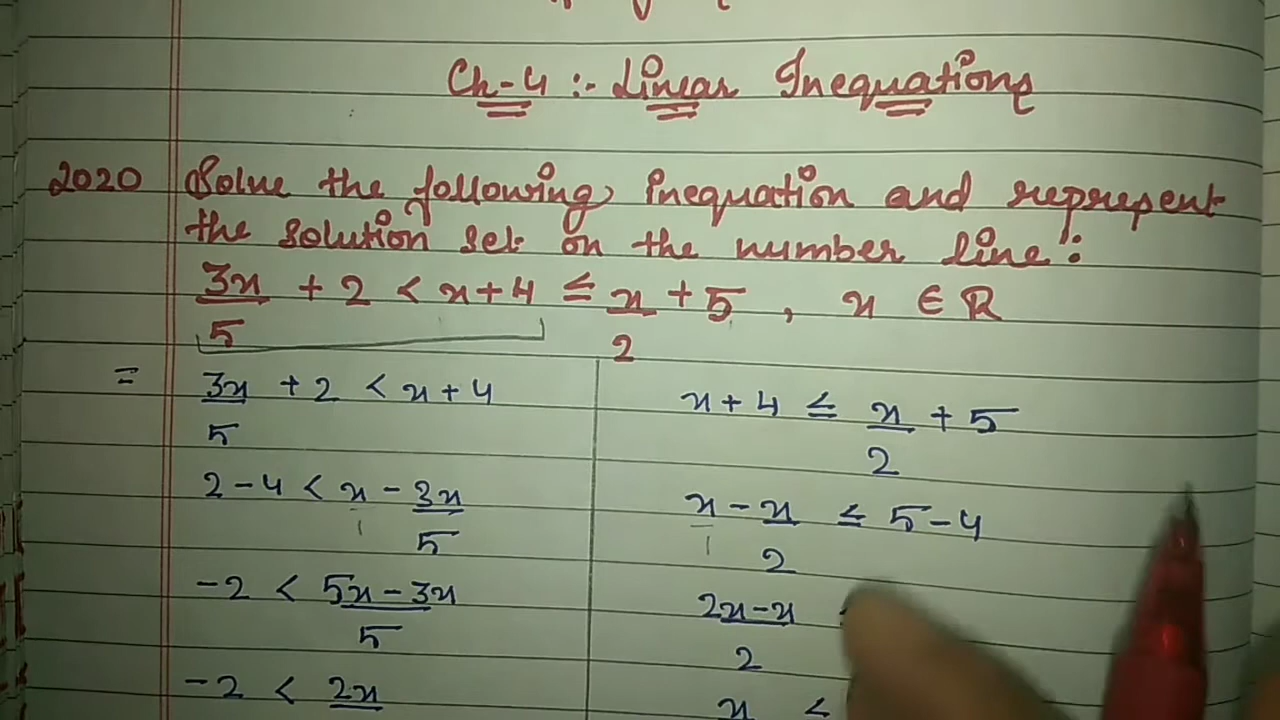 Ch-4 :- Linear Inequations
2020 Solve the following inequation and represent
the solution set on the number line:
3x/5 + 2 < x+4 ≤ x/2 + 5 , x ∈ R
= 3x/5 + 2 < x + 4
2 - 4 < x/1 - 3x/5
-2 < 5x - 3x/5
-2 < 2x
x + 4 ≤ x/2 + 5
x/1 - x/2 ≤ 5 - 4
2x - x/2
x <